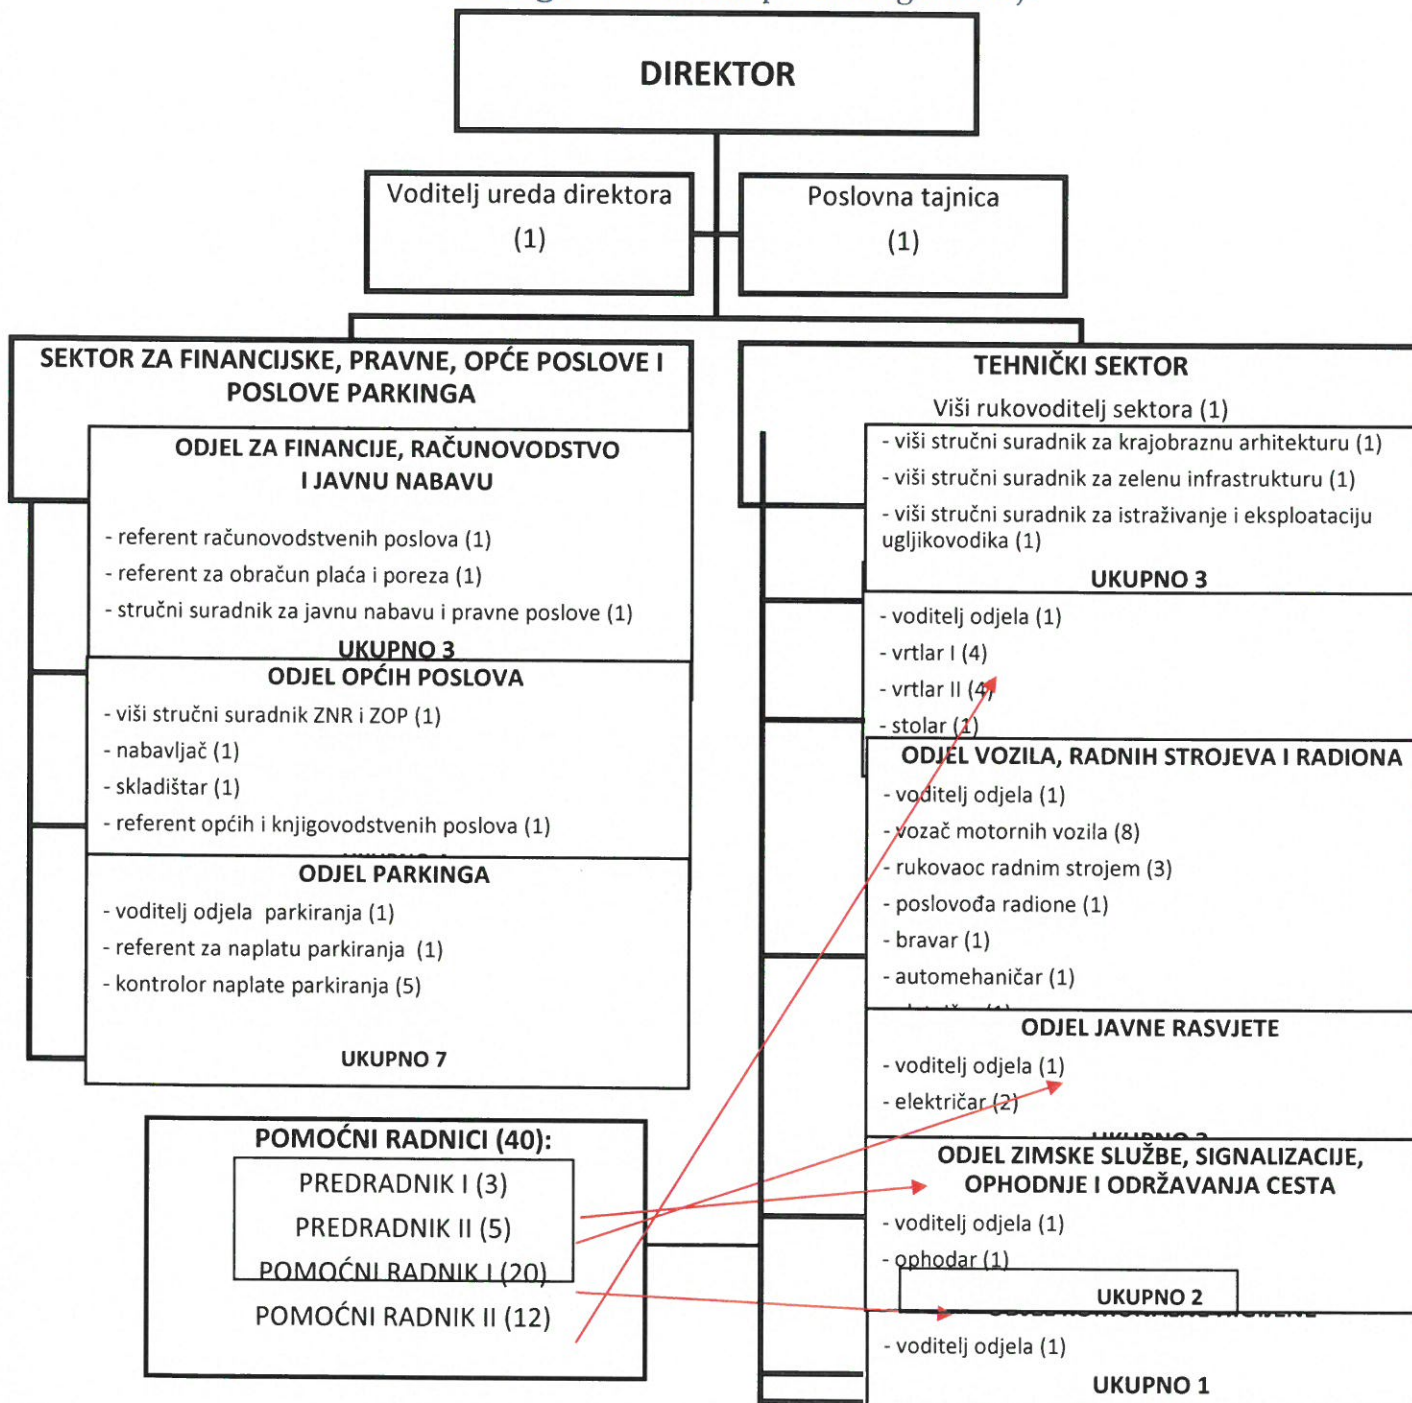 DIREKTOR
Voditelj ureda direktora
(1)
Poslovna tajnica
(1)
SEKTOR ZA FINANCIJSKE, PRAVNE, OPĆE POSLOVE I
POSLOVE PARKINGA
ODJEL ZA FINANCIJE, RAČUNOVODSTVO
I JAVNU NABAVU
- referent računovodstvenih poslova (1)
- referent za obračun plaća i poreza (1)
- stručni suradnik za javnu nabavu i pravne poslove (1)
UKUPNO 3
ODJEL OPĆIH POSLOVA
- viši stručni suradnik ZNR i ZOP (1)
- nabavljač (1)
- skladištar (1)
- referent općih i knjigovodstvenih poslova (1)
ODJEL PARKINGA
- voditelj odjela parkiranja (1)
- referent za naplatu parkiranja (1)
- kontrolor naplate parkiranja (5)
UKUPNO 7
POMOĆNI RADNICI (40):
PREDRADNIK I (3)
PREDRADNIK II (5)
POMOĆNI RADNIK I (20)
POMOĆNI RADNIK II (12)
TEHNIČKI SEKTOR
Viši rukovoditelj sektora (1)
- viši stručni suradnik za krajobraznu arhitekturu (1)
- viši stručni suradnik za zelenu infrastrukturu (1)
- viši stručni suradnik za istraživanje i eksploataciju
ugljikovodika (1)
UKUPNO 3
- voditelj odjela (1)
- vrtlar I (4)
- vrtlar II (4)
- stolar (1)
ODJEL VOZILA, RADNIH STROJEVA I RADIONA
- voditelj odjela (1)
- vozač motornih vozila (8)
- rukovaoc radnim strojem (3)
- poslovođa radione (1)
- bravar (1)
- automehaničar (1)
ODJEL JAVNE RASVJETE
- voditelj odjela (1)
- električar (2)
ODJEL ZIMSKE SLUŽBE, SIGNALIZACIJE,
OPHODNJE I ODRŽAVANJA CESTA
- voditelj odjela (1)
- ophodar (1)
UKUPNO 2
- voditelj odjela (1)
UKUPNO 1